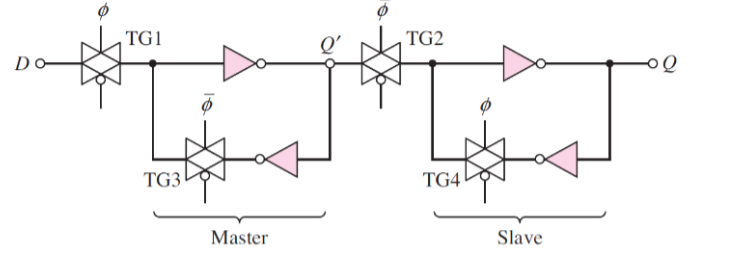 ϕ
ϕ̅
TG1
Q′
TG2
D
Q
ϕ̅
ϕ
TG3
TG4
Master
Slave